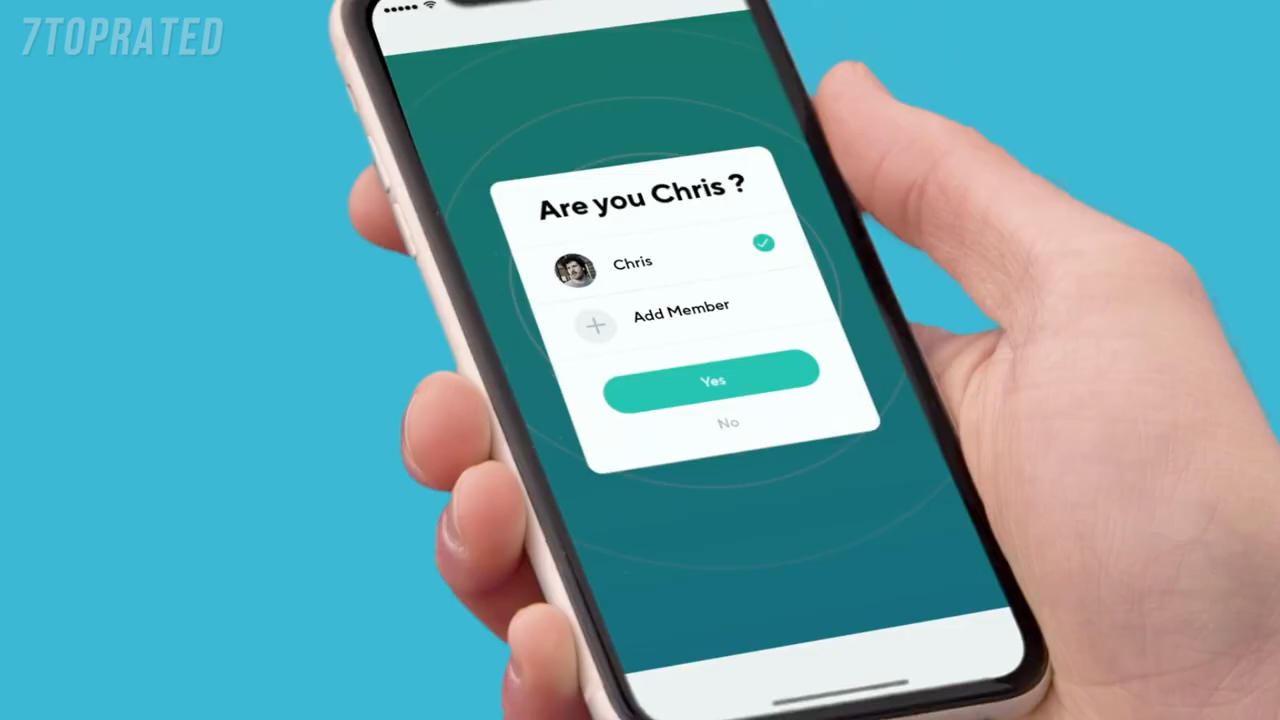 7TOPRATED
Are you Chris ?
Chris
Add Member
Yes
No